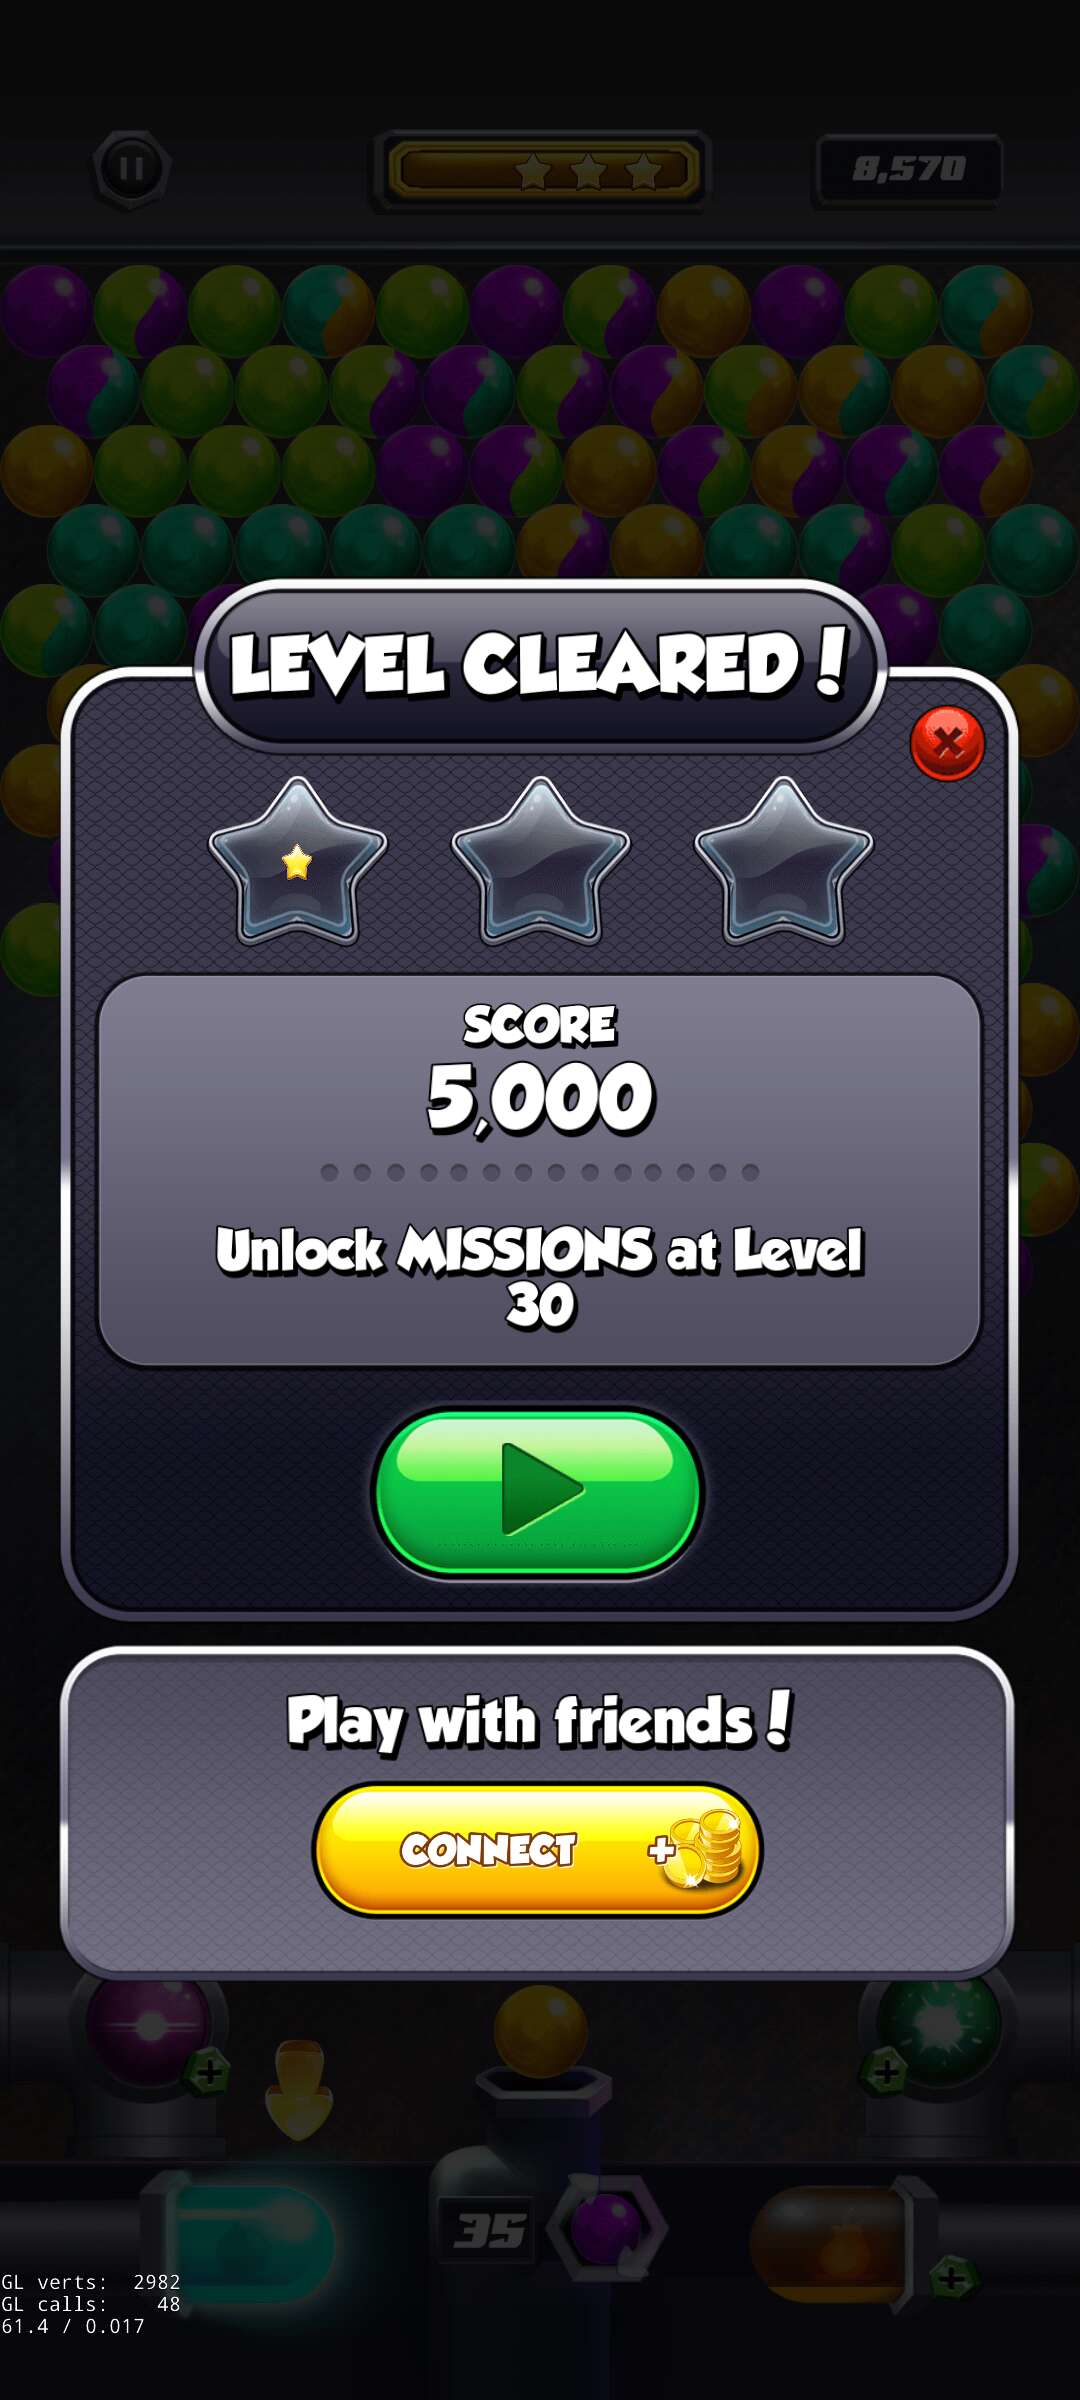 8,570
LEVEL CLEARED!
SCORE
5,000
Unlock MISSIONS at Level
30
Play with friends!
CONNECT +
35
GL verts: 2982
GL calls: 48
61.4 / 0.017